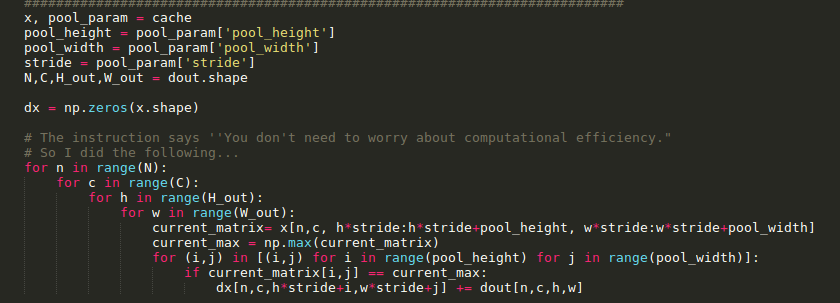 ###########################################################################
x, pool_param = cache
pool_height = pool_param['pool_height']
pool_width = pool_param['pool_width']
stride = pool_param['stride']
N,C,H_out,W_out = dout.shape

dx = np.zeros(x.shape)

# The instruction says ''You don't need to worry about computational efficiency."
# So I did the following...
for n in range(N):
    for c in range(C):
        for h in range(H_out):
            for w in range(W_out):
                current_matrix= x[n,c, h*stride:h*stride+pool_height, w*stride:w*stride+pool_width]
                current_max = np.max(current_matrix)
                for (i,j) in [(i,j) for i in range(pool_height) for j in range(pool_width)]:
                    if current_matrix[i,j] == current_max:
                        dx[n,c,h*stride+i,w*stride+j] += dout[n,c,h,w]